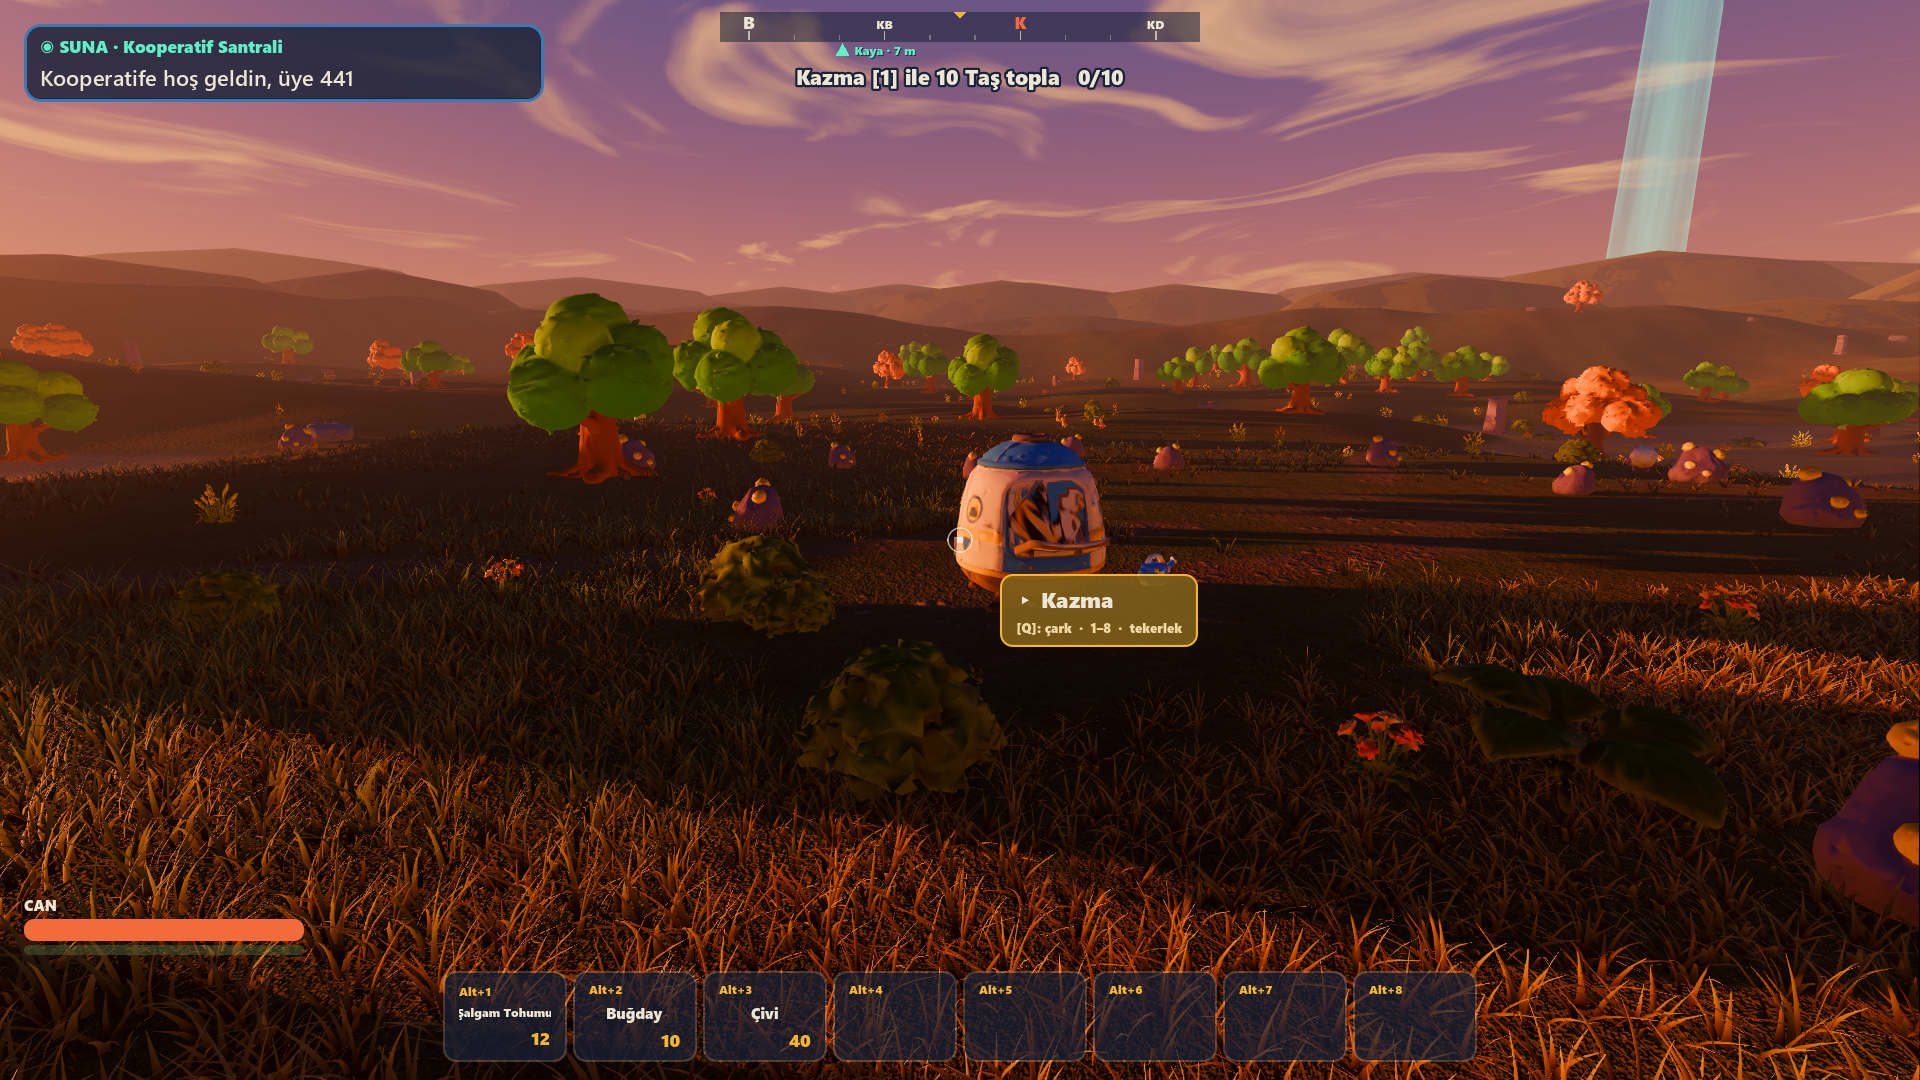 ◉ SUNA · Kooperatif Santrali
Kooperatife hoş geldin, üye 441
B KB K KD
Kaya · 7 m
Kazma [1] ile 10 Taş topla 0/10
▸ Kazma
[Q]: çark · 1–8 · tekerlek
CAN
Alt+1 Alt+2 Alt+3 Alt+4 Alt+5 Alt+6 Alt+7 Alt+8
Şalgam Tohumu Buğday Çivi
12 10 40